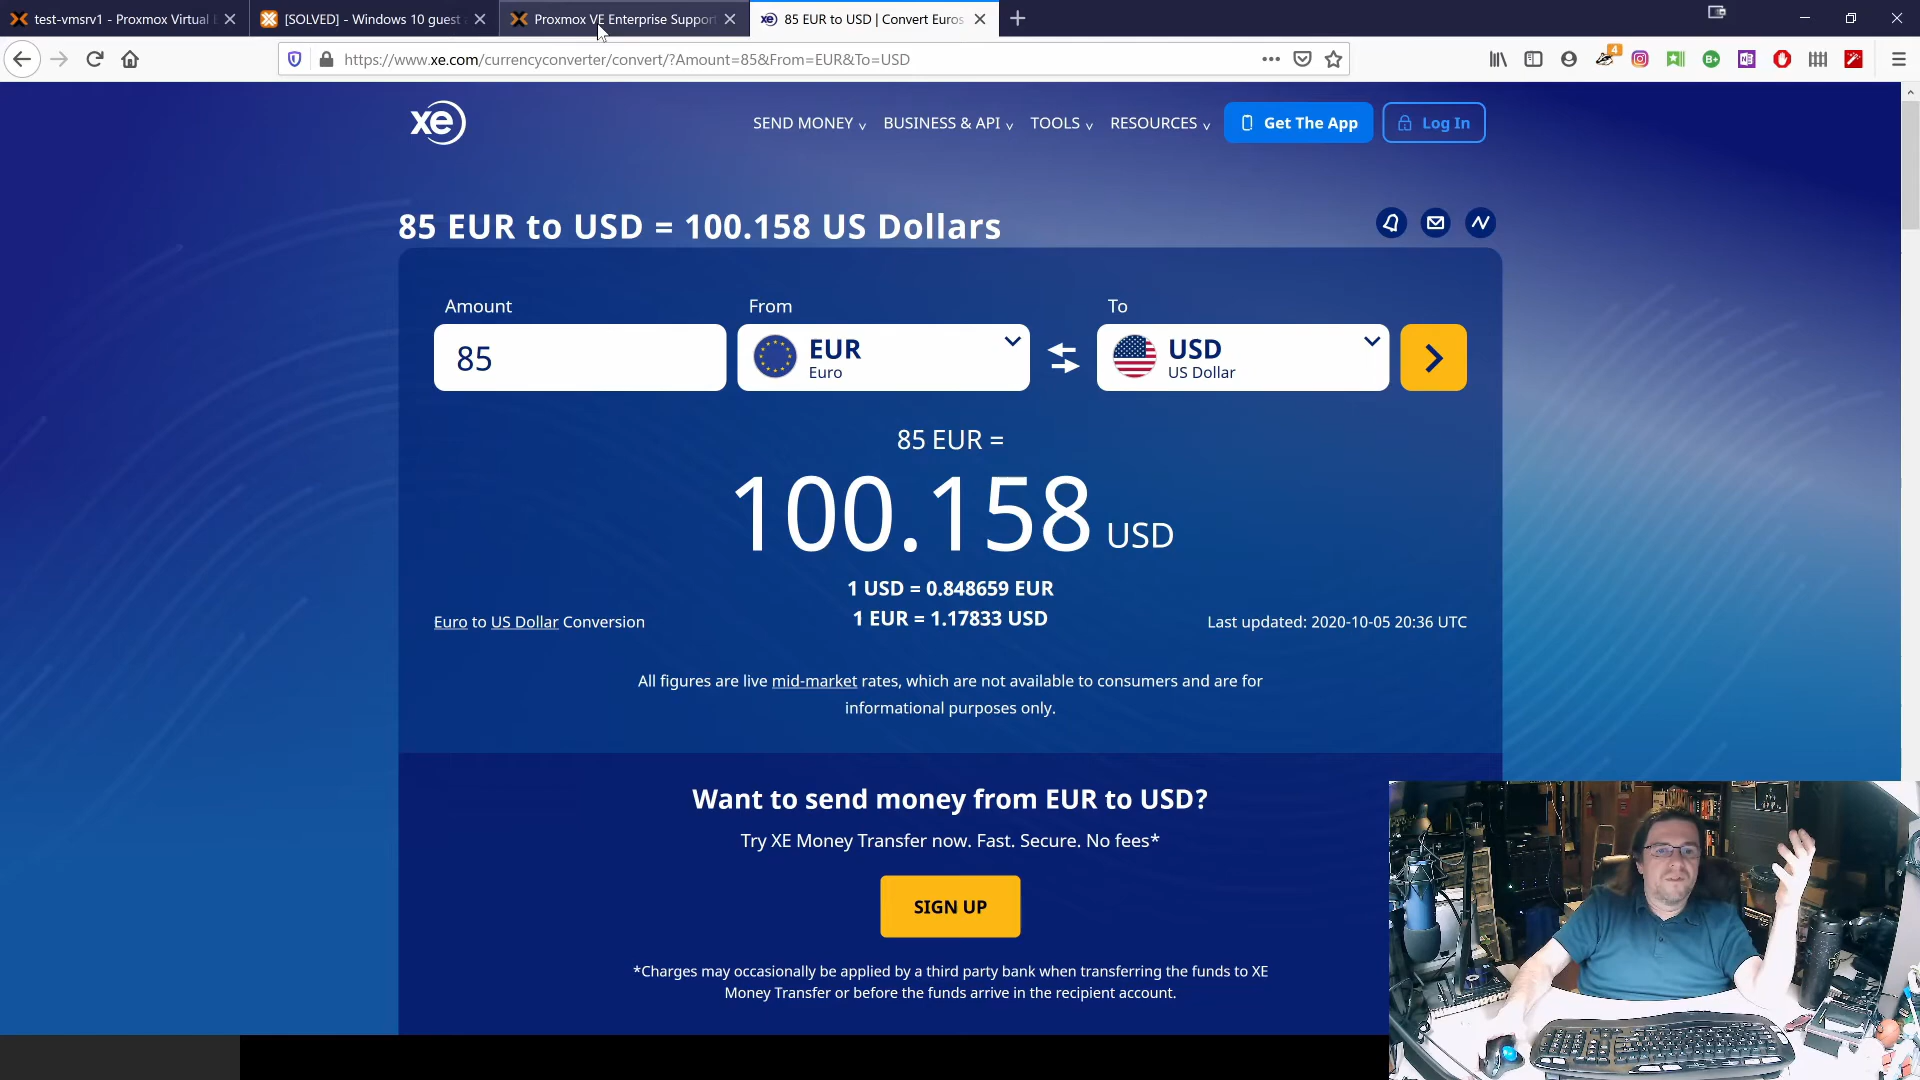 test-vmsrv1 - Proxmox Virtual E
[SOLVED] - Windows 10 guest
Proxmox VE Enterprise Support
xe 85 EUR to USD | Convert Euros
https://www.xe.com/currencyconverter/convert/?Amount=85&From=EUR&To=USD
4
B+
N
xe
SEND MONEY
BUSINESS & API
TOOLS
RESOURCES
Get The App
Log In
85 EUR to USD = 100.158 US Dollars
Amount
From
To
85
EUR
Euro
USD
US Dollar
85 EUR =
100.158 USD
1 USD = 0.848659 EUR
1 EUR = 1.17833 USD
Euro to US Dollar Conversion
Last updated: 2020-10-05 20:36 UTC
All figures are live mid-market rates, which are not available to consumers and are for
informational purposes only.
Want to send money from EUR to USD?
Try XE Money Transfer now. Fast. Secure. No fees*
SIGN UP
*Charges may occasionally be applied by a third party bank when transferring the funds to XE
Money Transfer or before the funds arrive in the recipient account.